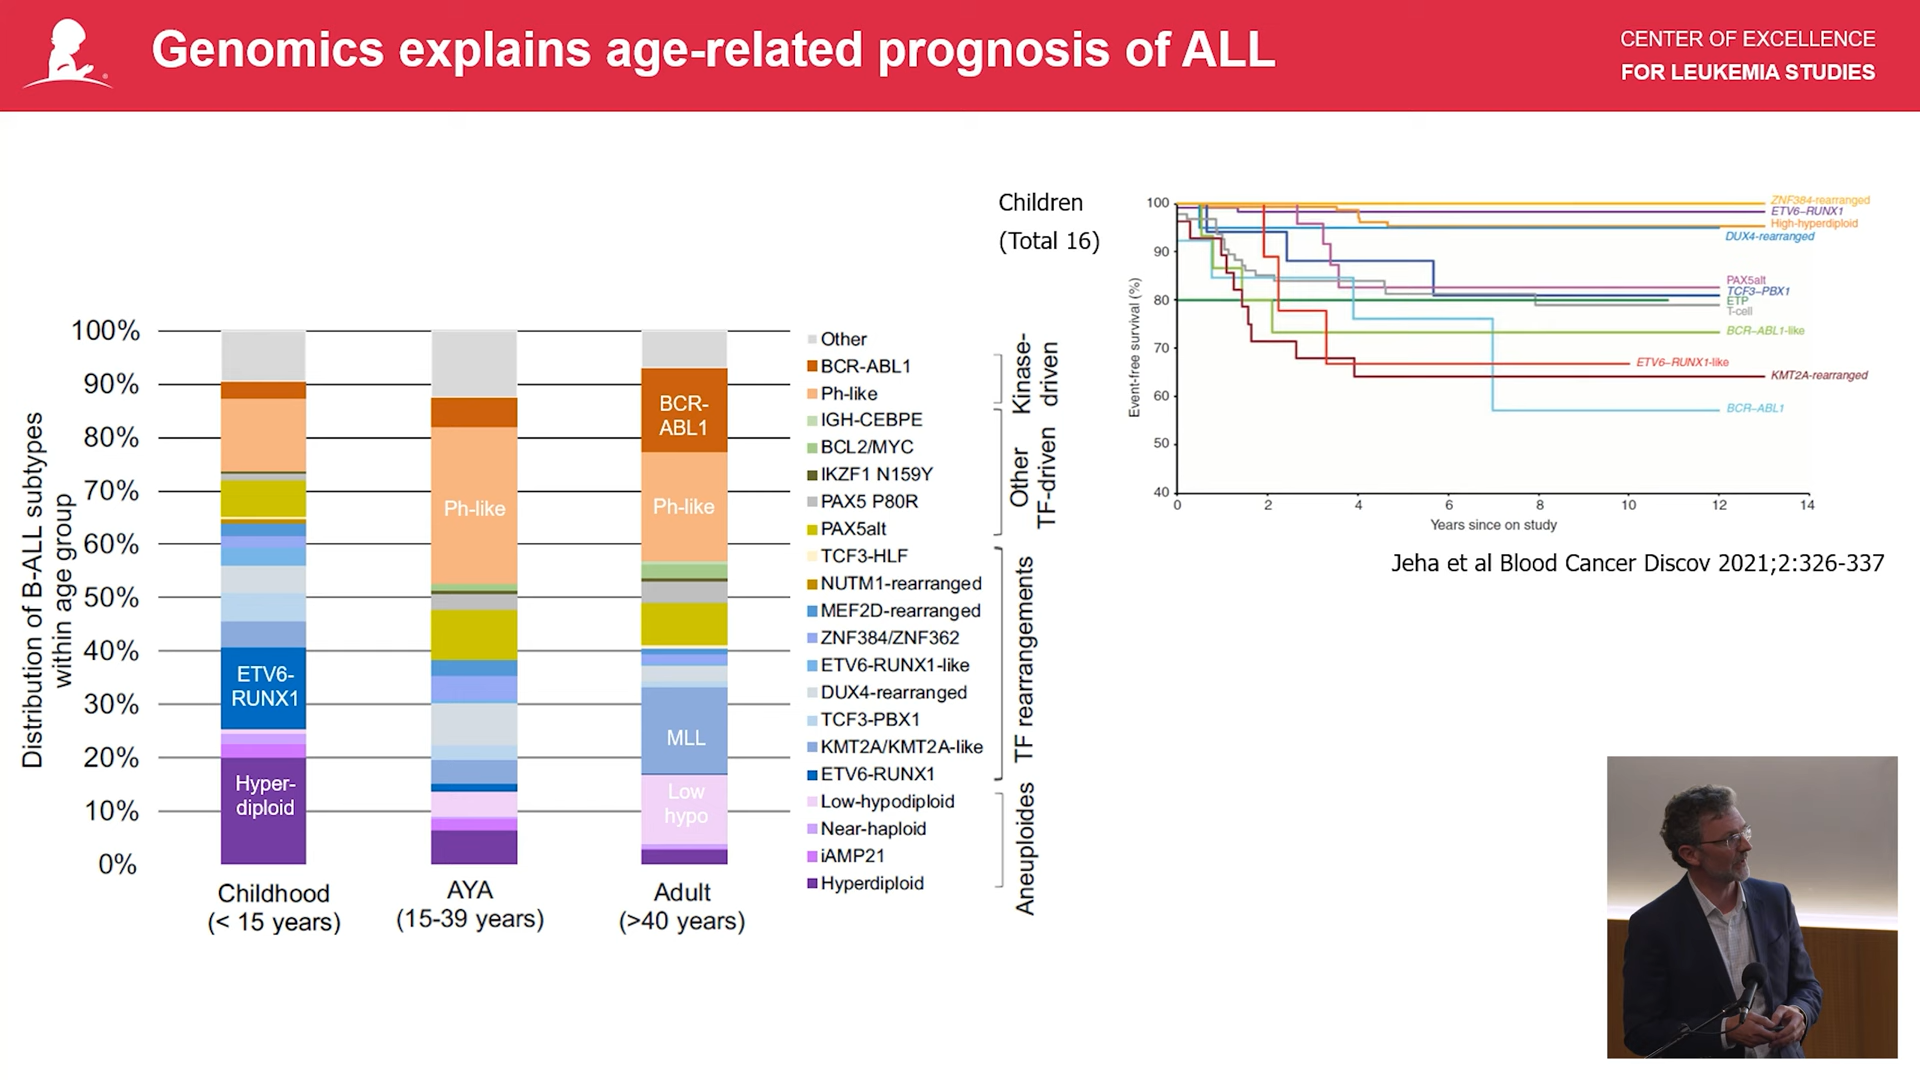 Genomics explains age-related prognosis of ALL
CENTER OF EXCELLENCE
FOR LEUKEMIA STUDIES
Distribution of B-ALL subtypes
within age group
100%
90%
80%
70%
60%
50%
40%
30%
20%
10%
0%
ETV6-
RUNX1
Hyper-
diploid
Ph-like
BCR-
ABL1
Ph-like
MLL
Low
hypo
Childhood
(< 15 years)
AYA
(15-39 years)
Adult
(>40 years)
Other
BCR-ABL1
Ph-like
IGH-CEBPE
BCL2/MYC
IKZF1 N159Y
PAX5 P80R
PAX5alt
TCF3-HLF
NUTM1-rearranged
MEF2D-rearranged
ZNF384/ZNF362
ETV6-RUNX1-like
DUX4-rearranged
TCF3-PBX1
KMT2A/KMT2A-like
ETV6-RUNX1
Low-hypodiploid
Near-haploid
iAMP21
Hyperdiploid
Kinase-
driven
Other
TF-driven
TF rearrangements
Aneuploides
Children
(Total 16)
Event-free survival (%)
100
90
80
70
60
50
40
0 2 4 6 8 10 12 14
Years since on study
ZNF384-rearranged
ETV6–RUNX1
High-hyperdiploid
DUX4-rearranged
PAX5alt
TCF3–PBX1
ETP
T-cell
BCR–ABL1-like
ETV6–RUNX1-like
KMT2A-rearranged
BCR–ABL1
Jeha et al Blood Cancer Discov 2021;2:326-337